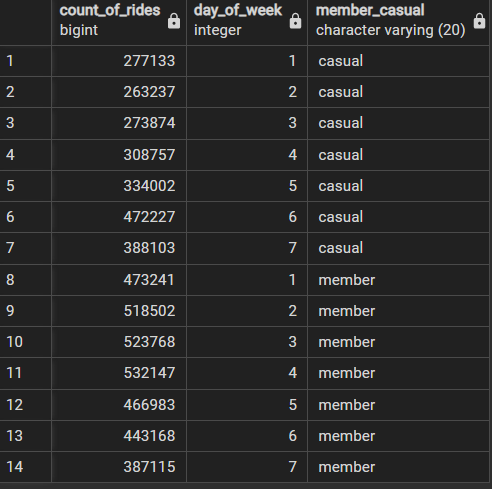 count_of_rides day_of_week member_casual
bigint integer character varying (20)
1 277133 1 casual
2 263237 2 casual
3 273874 3 casual
4 308757 4 casual
5 334002 5 casual
6 472227 6 casual
7 388103 7 casual
8 473241 1 member
9 518502 2 member
10 523768 3 member
11 532147 4 member
12 466983 5 member
13 443168 6 member
14 387115 7 member